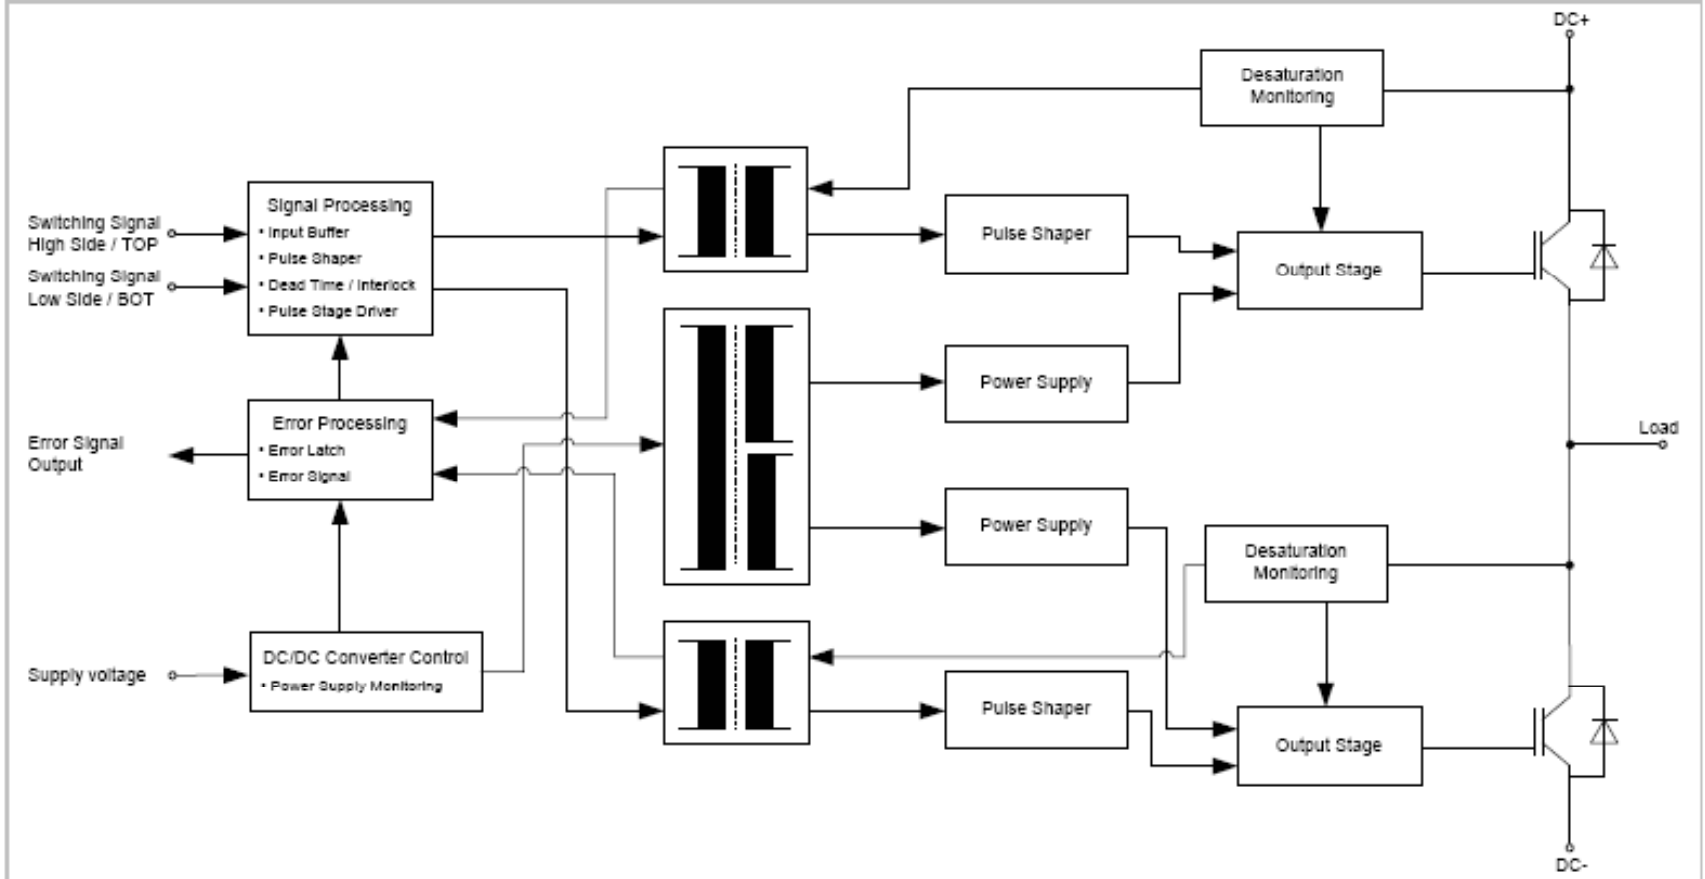 DC+
Desaturation
Monitoring
Signal Processing
• Input Buffer
• Pulse Shaper
• Dead Time / Interlock
• Pulse Stage Driver
Switching Signal
High Side / TOP
Switching Signal
Low Side / BOT
Pulse Shaper
Output Stage
Power Supply
Error Processing
• Error Latch
• Error Signal
Error Signal
Output
Load
Power Supply
Desaturation
Monitoring
DC/DC Converter Control
• Power Supply Monitoring
Supply voltage
Pulse Shaper
Output Stage
DC-